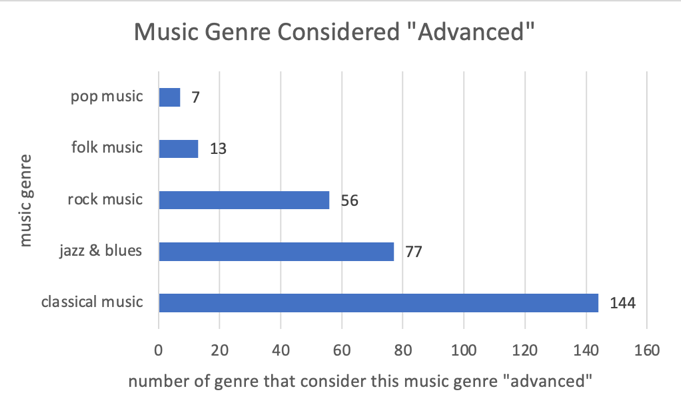 Music Genre Considered "Advanced"
music genre
pop music 7
folk music 13
rock music 56
jazz & blues 77
classical music 144
0 20 40 60 80 100 120 140 160
number of genre that consider this music genre "advanced"